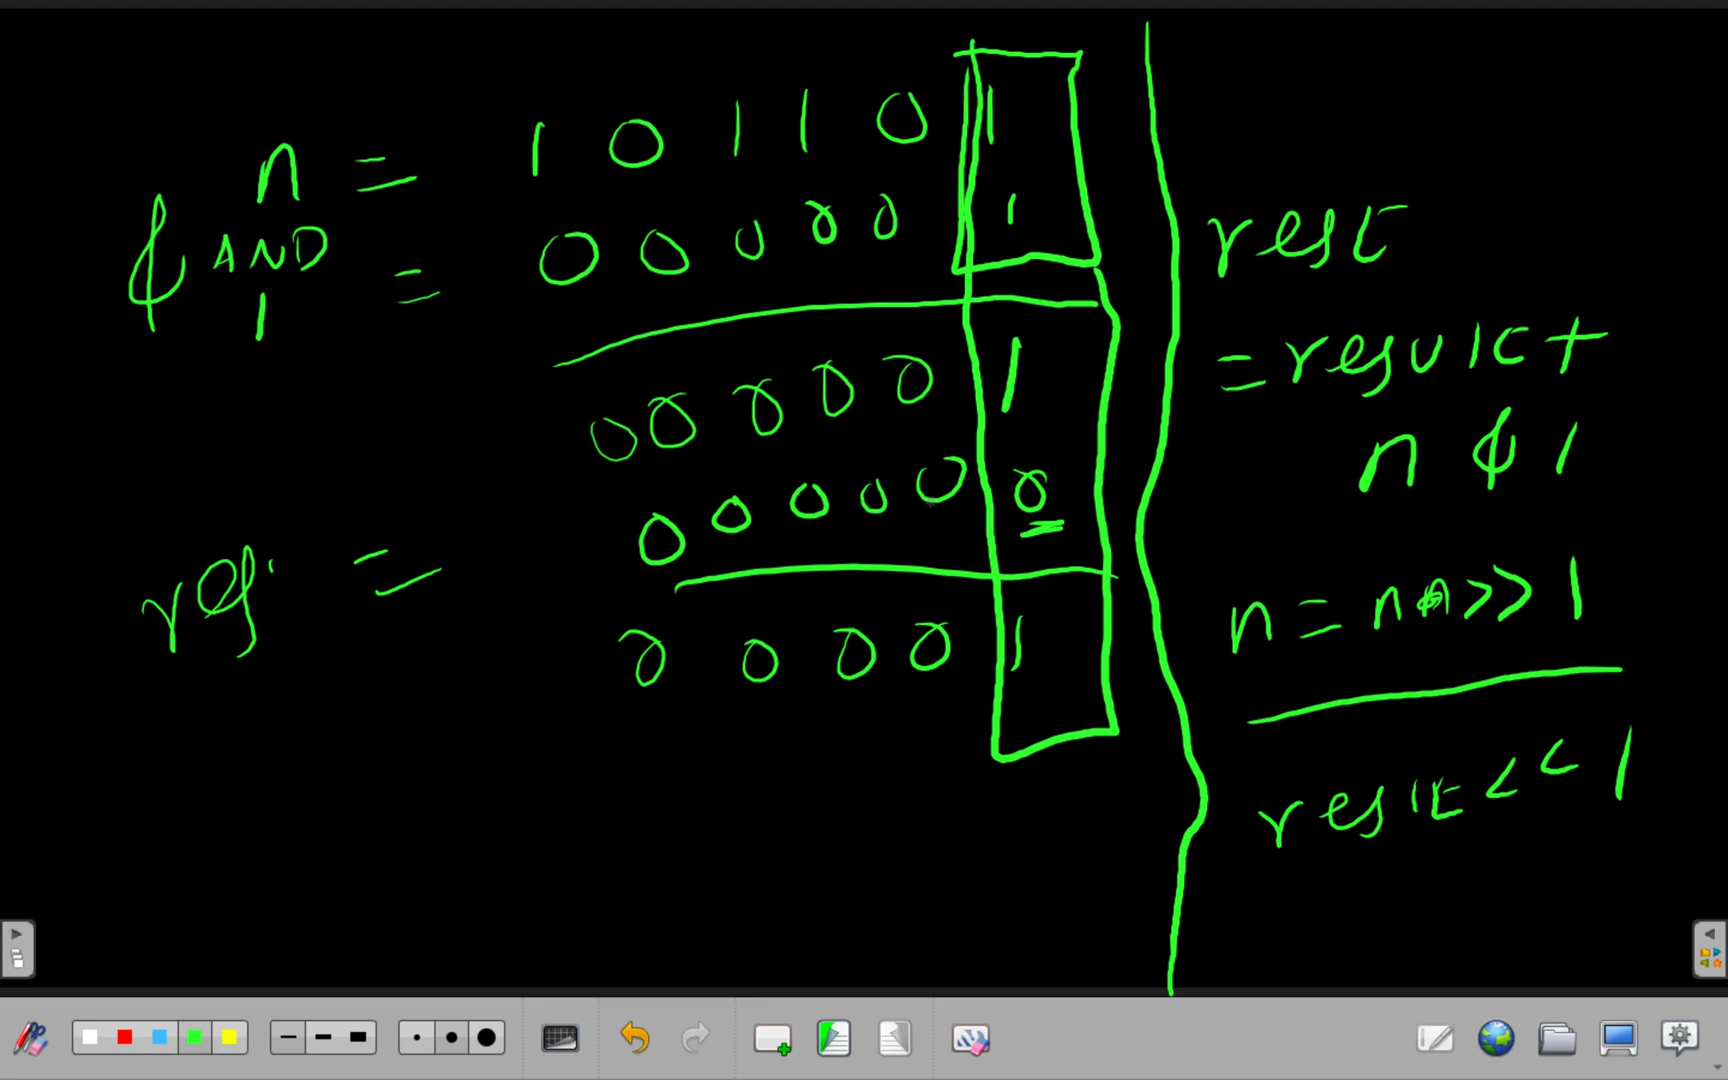 n = 1 0 1 1 0 1
& AND
1 = 0 0 0 0 0 1
0 0 0 0 0 1
res = 0 0 0 0 0 0
0 0 0 0 1
rest
= result +
n & 1
n = n >> 1
result << 1